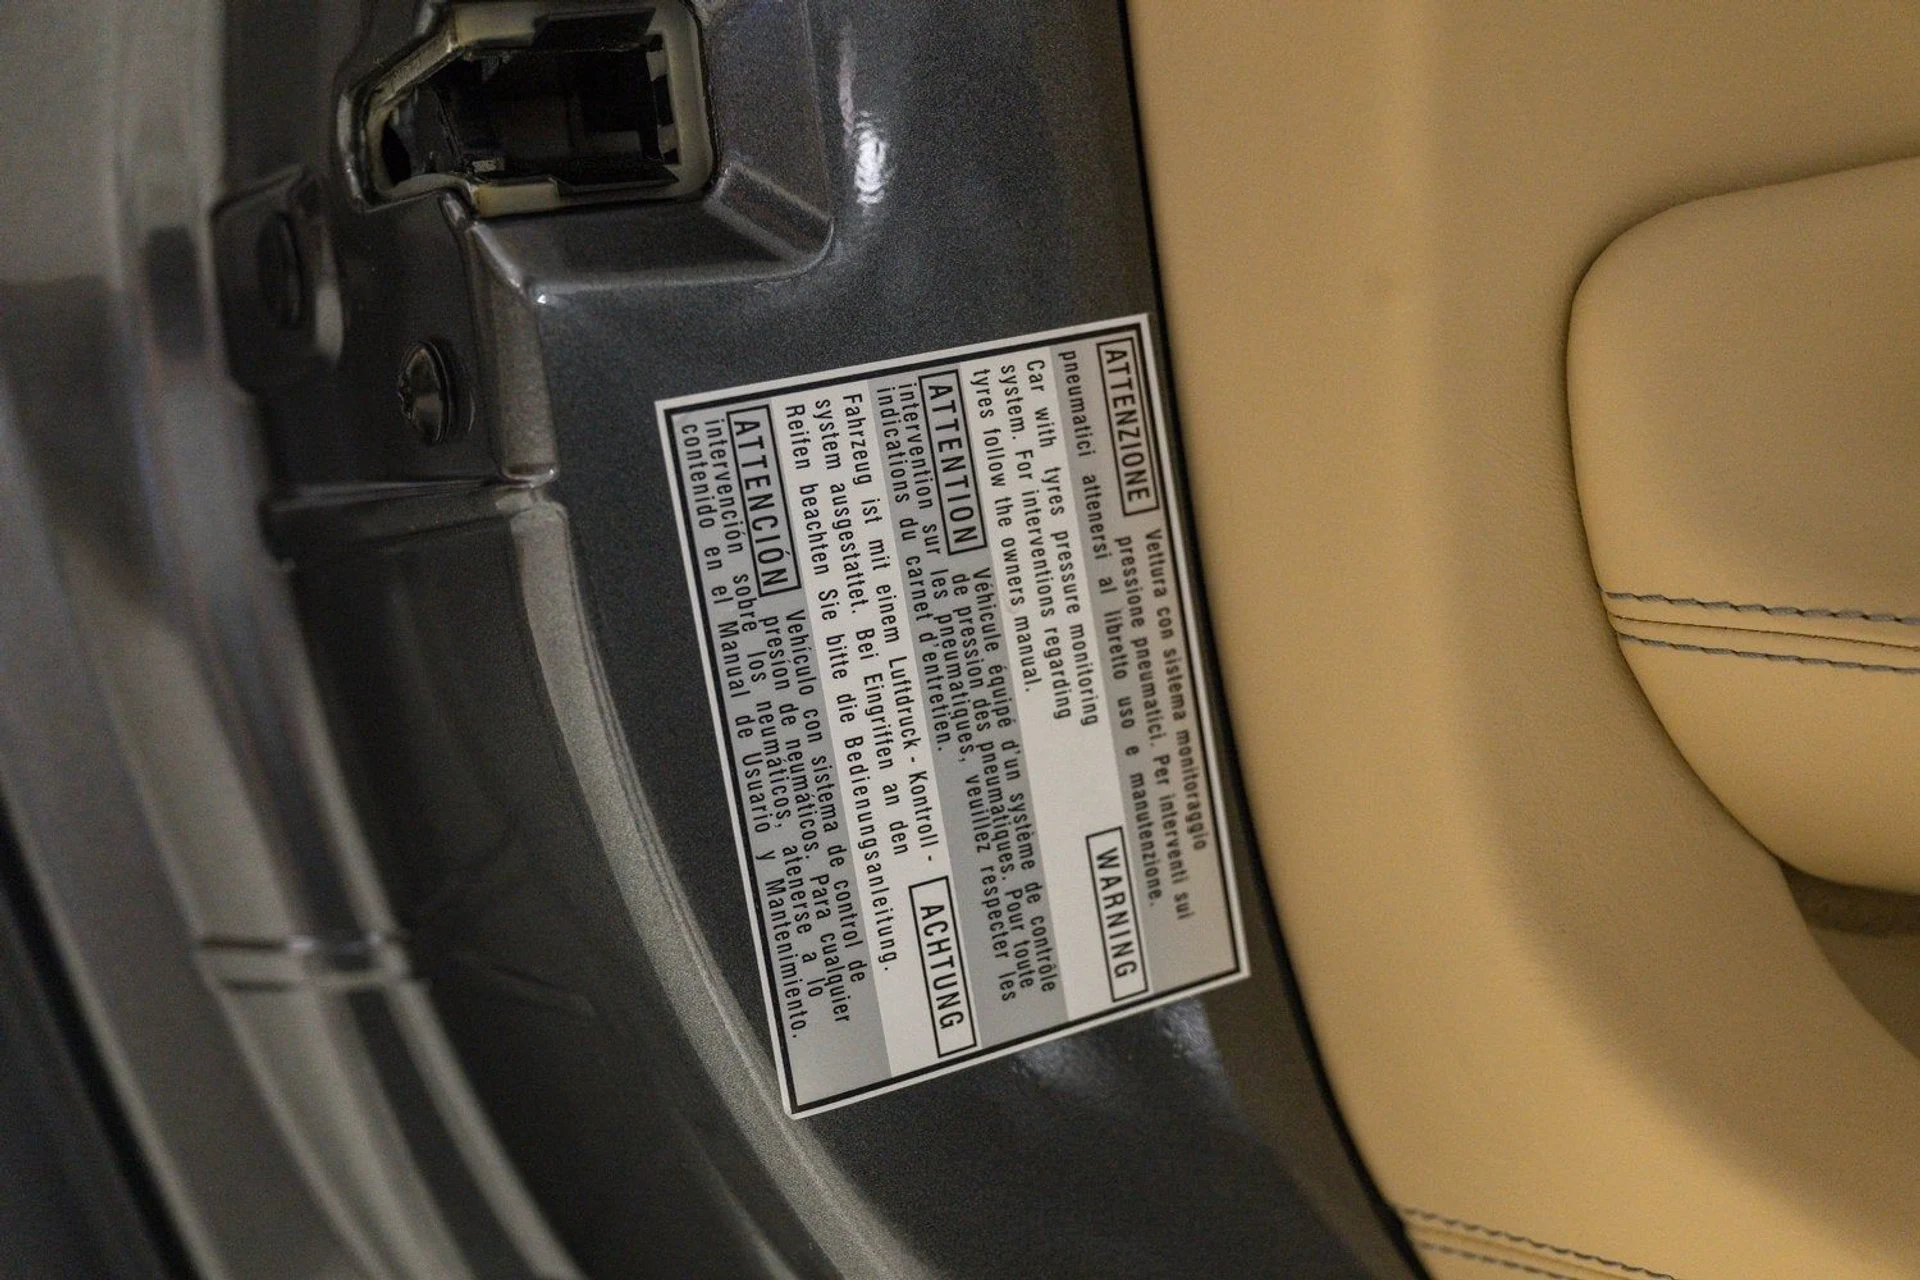 ATTENZIONE Vettura con sistema monitoraggio
pressione pneumatici. Per interventi sui
pneumatici attenersi al libretto uso e manutenzione.
Car with tyres pressure monitoring
system. For interventions regarding
tyres follow the owners manual.
WARNING
ATTENTION Véhicule équipé d'un système de contrôle
de pression des pneumatiques. Pour toute
intervention sur les pneumatiques, veuillez respecter les
indications du carnet d'entretien.
Fahrzeug ist mit einem Luftdruck - Kontroll -
system ausgestattet. Bei Eingriffen an den
Reifen beachten Sie bitte die Bedienungsanleitung.
ACHTUNG
ATTENCIÓN Vehículo con sistema de control de
presión de neumáticos. Para cualquier
intervención sobre los neumáticos, atenerse a lo
contenido en el Manual de Usuario y Mantenimiento.